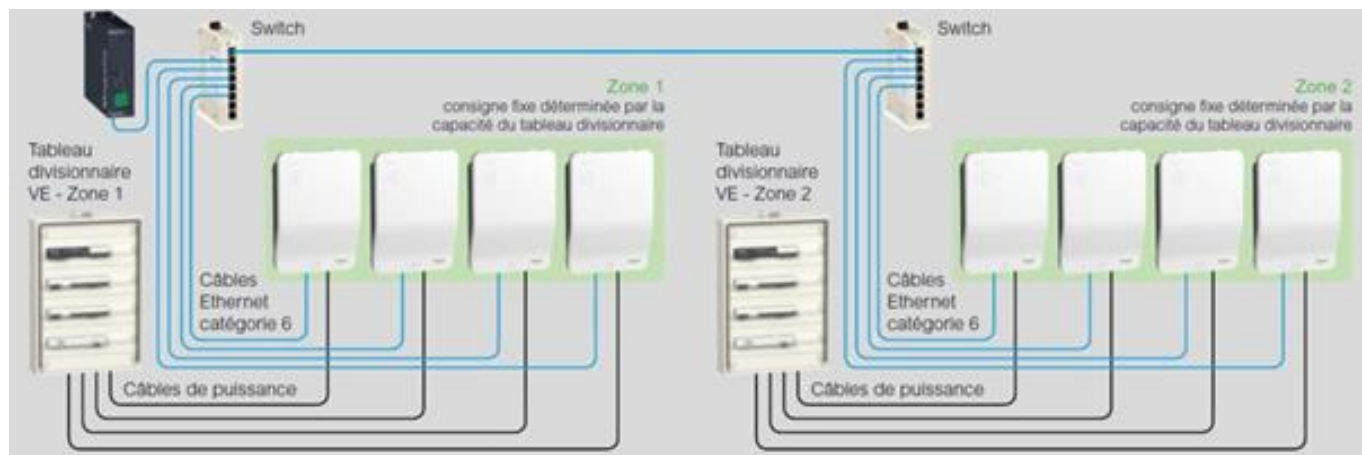 Switch
Zone 1
consigne fixe déterminée par la
capacité du tableau divisionnaire
Tableau
divisionnaire
VE - Zone 1
Câbles
Ethernet
catégorie 6
Câbles de puissance
Switch
Zone 2
consigne fixe déterminée par la
capacité du tableau divisionnaire
Tableau
divisionnaire
VE - Zone 2
Câbles
Ethernet
catégorie 6
Câbles de puissance